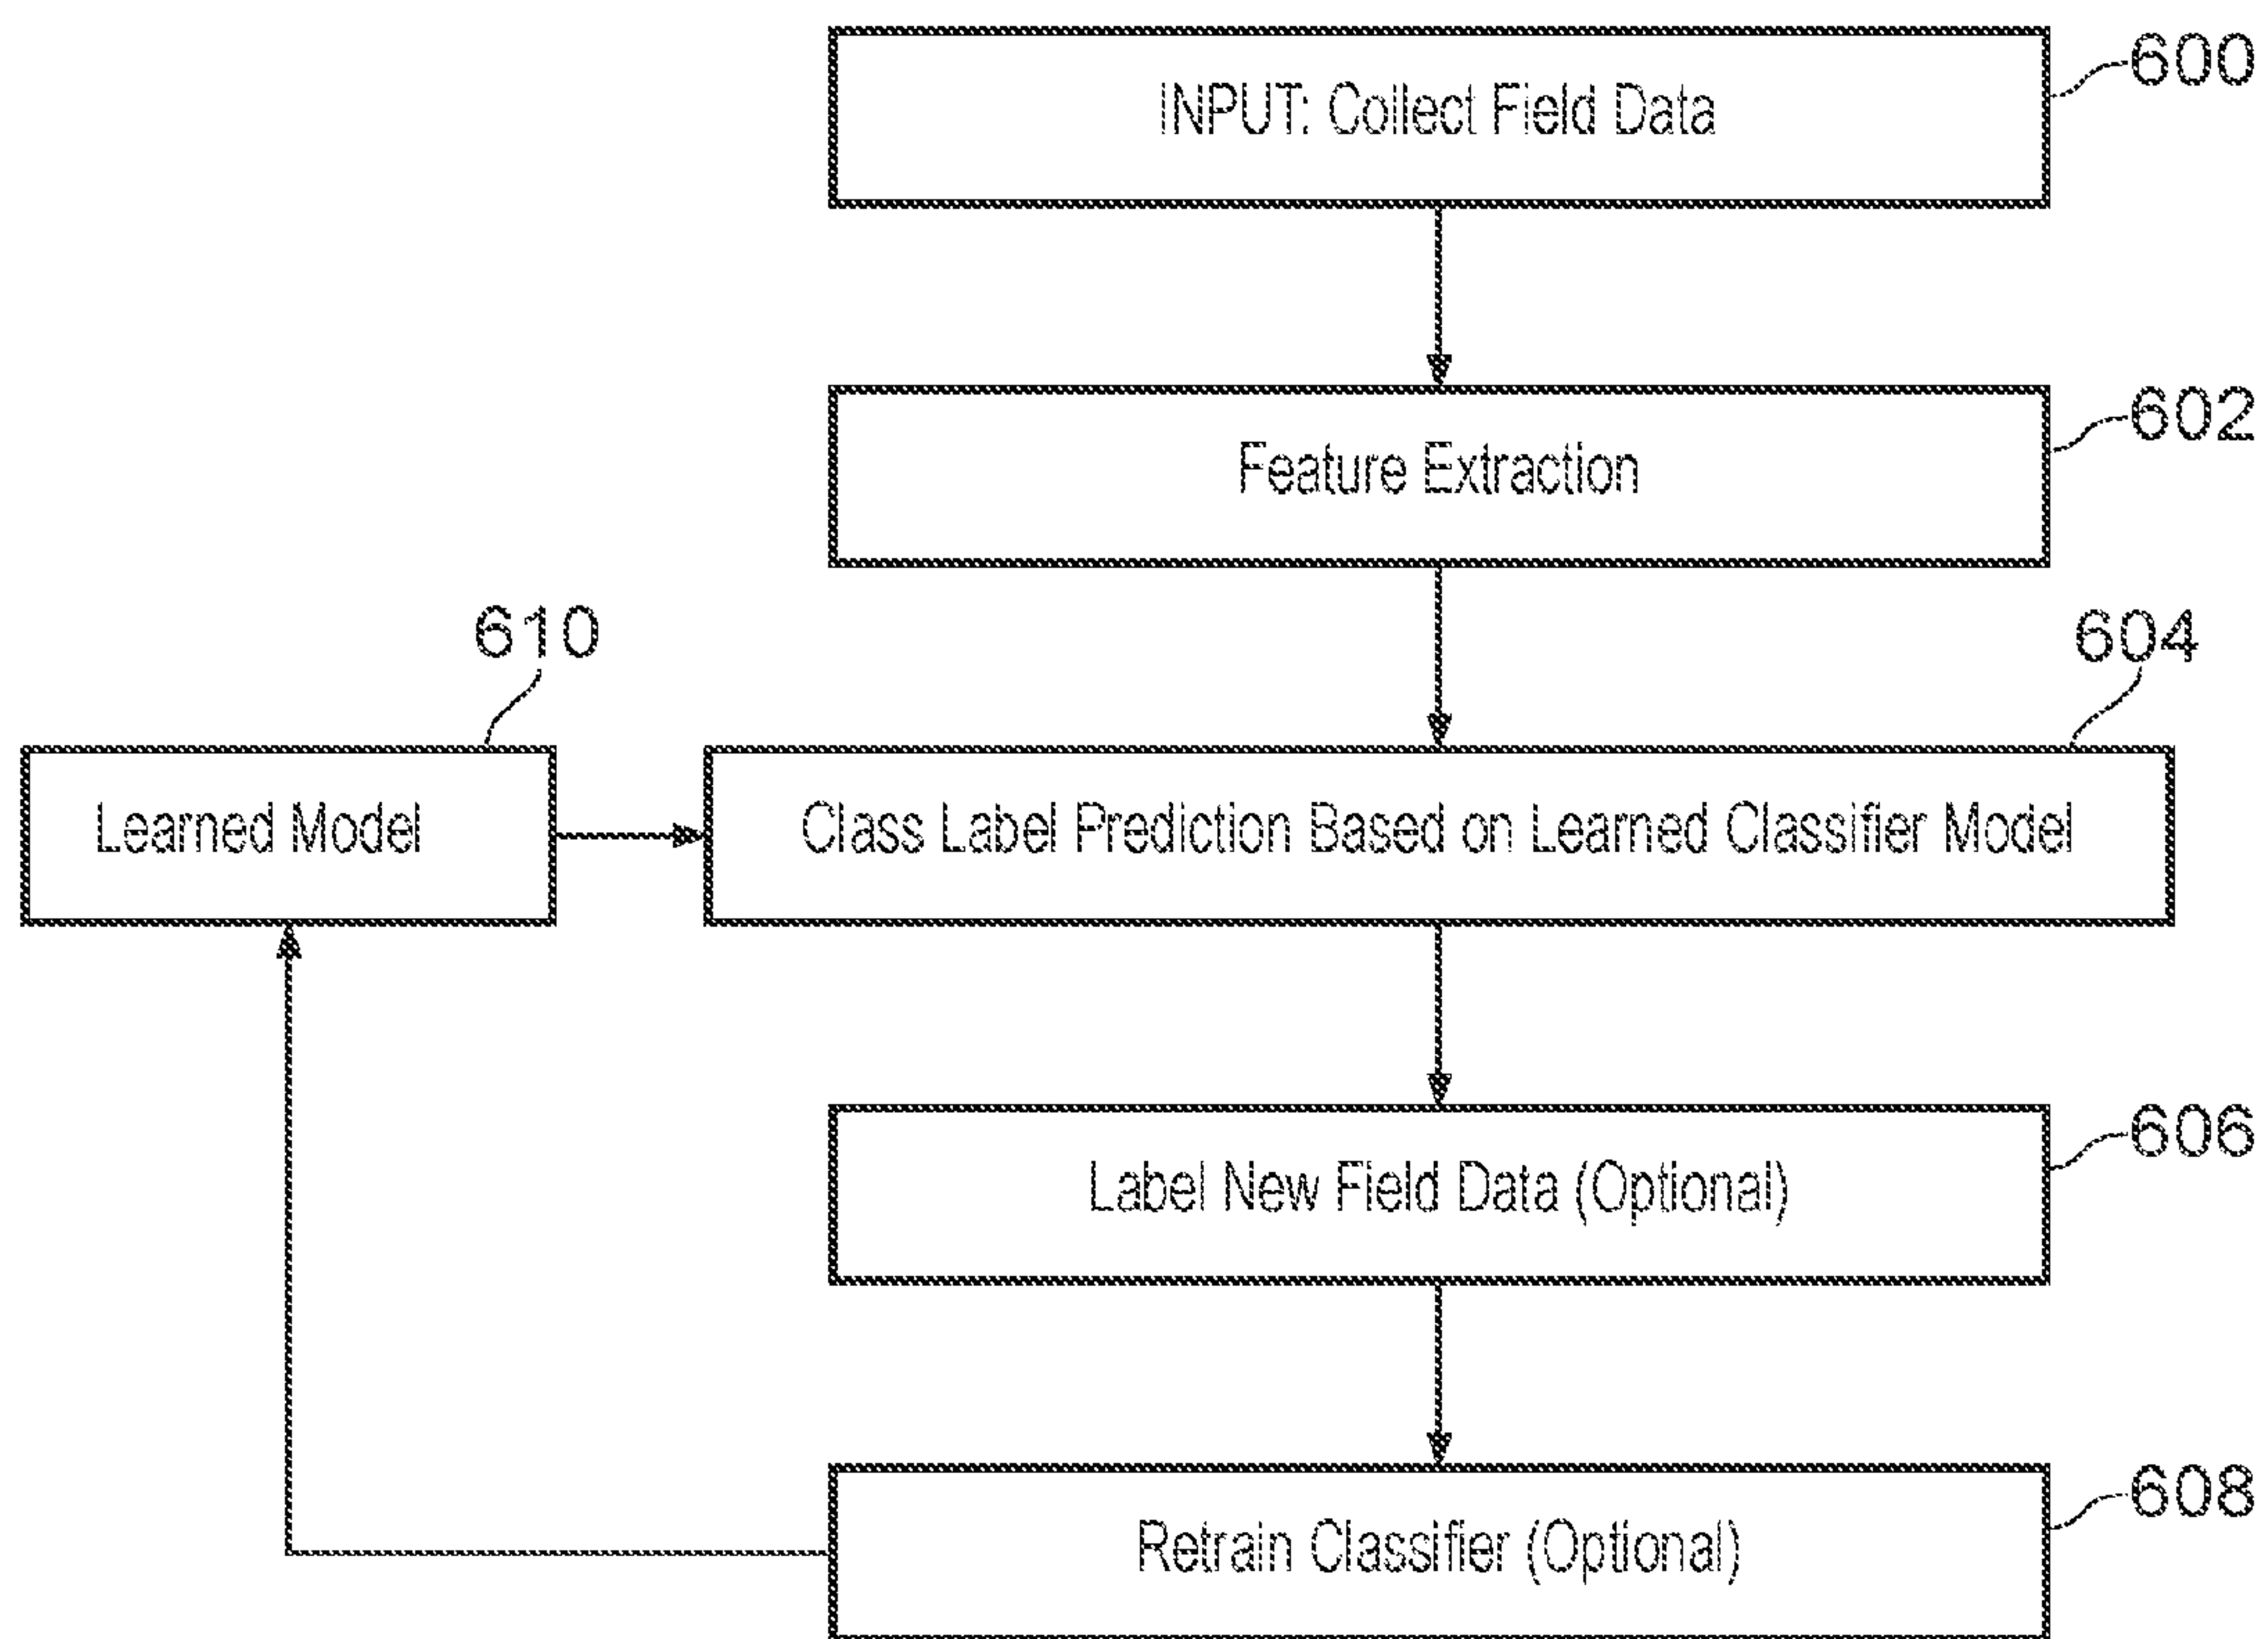 INPUT: Collect Field Data
600
Feature Extraction
602
610
604
Learned Model
Class Label Prediction Based on Learned Classifier Model
Label New Field Data (Optional)
606
Retrain Classifier (Optional)
608